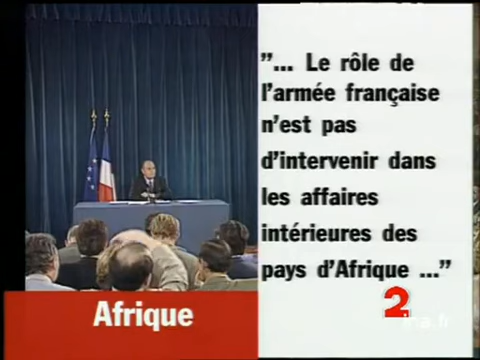 "... Le rôle de
l'armée française
n'est pas
d'intervenir dans
les affaires
intérieures des
pays d'Afrique ..."
Afrique
2
ina.fr